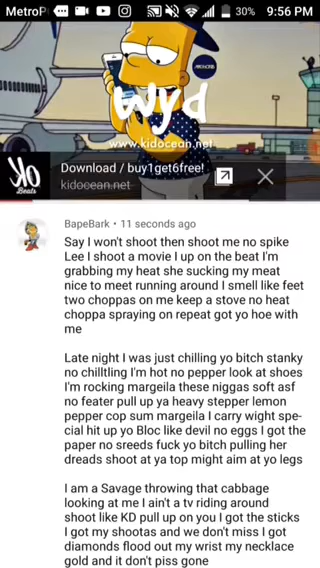 MetroP
30%
9:56 PM
ANCHORS
wyd
www.kidocean.net
KO
Beats
Download / buy1get6free!
kidocean.net
BapeBark • 11 seconds ago
Say I won't shoot then shoot me no spike
Lee I shoot a movie I up on the beat I'm
grabbing my heat she sucking my meat
nice to meet running around I smell like feet
two choppas on me keep a stove no heat
choppa spraying on repeat got yo hoe with
me
Late night I was just chilling yo bitch stanky
no chilltling I'm hot no pepper look at shoes
I'm rocking margeila these niggas soft asf
no feater pull up ya heavy stepper lemon
pepper cop sum margeila I carry wight spe-
cial hit up yo Bloc like devil no eggs I got the
paper no sreeds fuck yo bitch pulling her
dreads shoot at ya top might aim at yo legs
I am a Savage throwing that cabbage
looking at me I ain't a tv riding around
shoot like KD pull up on you I got the sticks
I got my shootas and we don't miss I got
diamonds flood out my wrist my necklace
gold and it don't piss gone